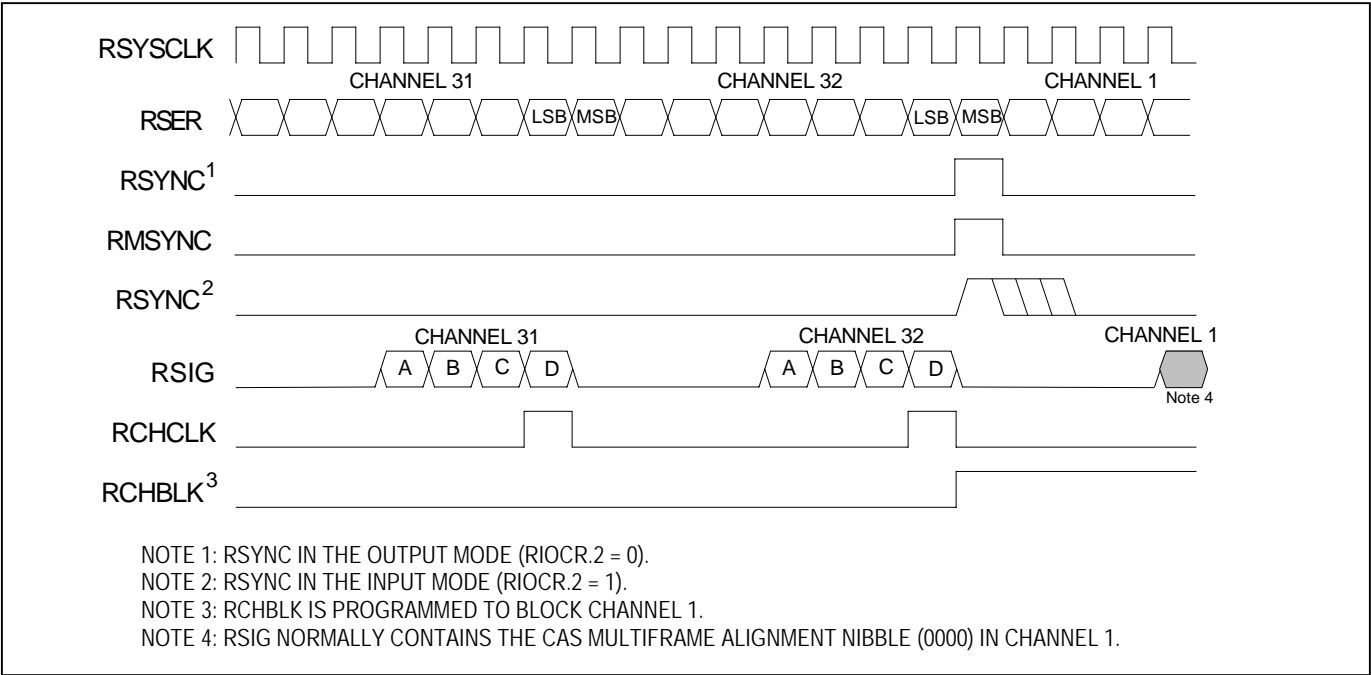 RSYSCLK
CHANNEL 31 CHANNEL 32 CHANNEL 1
RSER LSB MSB LSB MSB
RSYNC1
RMSYNC
RSYNC2
CHANNEL 31 CHANNEL 32 CHANNEL 1
RSIG A B C D A B C D
Note 4
RCHCLK
RCHBLK3
NOTE 1: RSYNC IN THE OUTPUT MODE (RIOCR.2 = 0).
NOTE 2: RSYNC IN THE INPUT MODE (RIOCR.2 = 1).
NOTE 3: RCHBLK IS PROGRAMMED TO BLOCK CHANNEL 1.
NOTE 4: RSIG NORMALLY CONTAINS THE CAS MULTIFRAME ALIGNMENT NIBBLE (0000) IN CHANNEL 1.